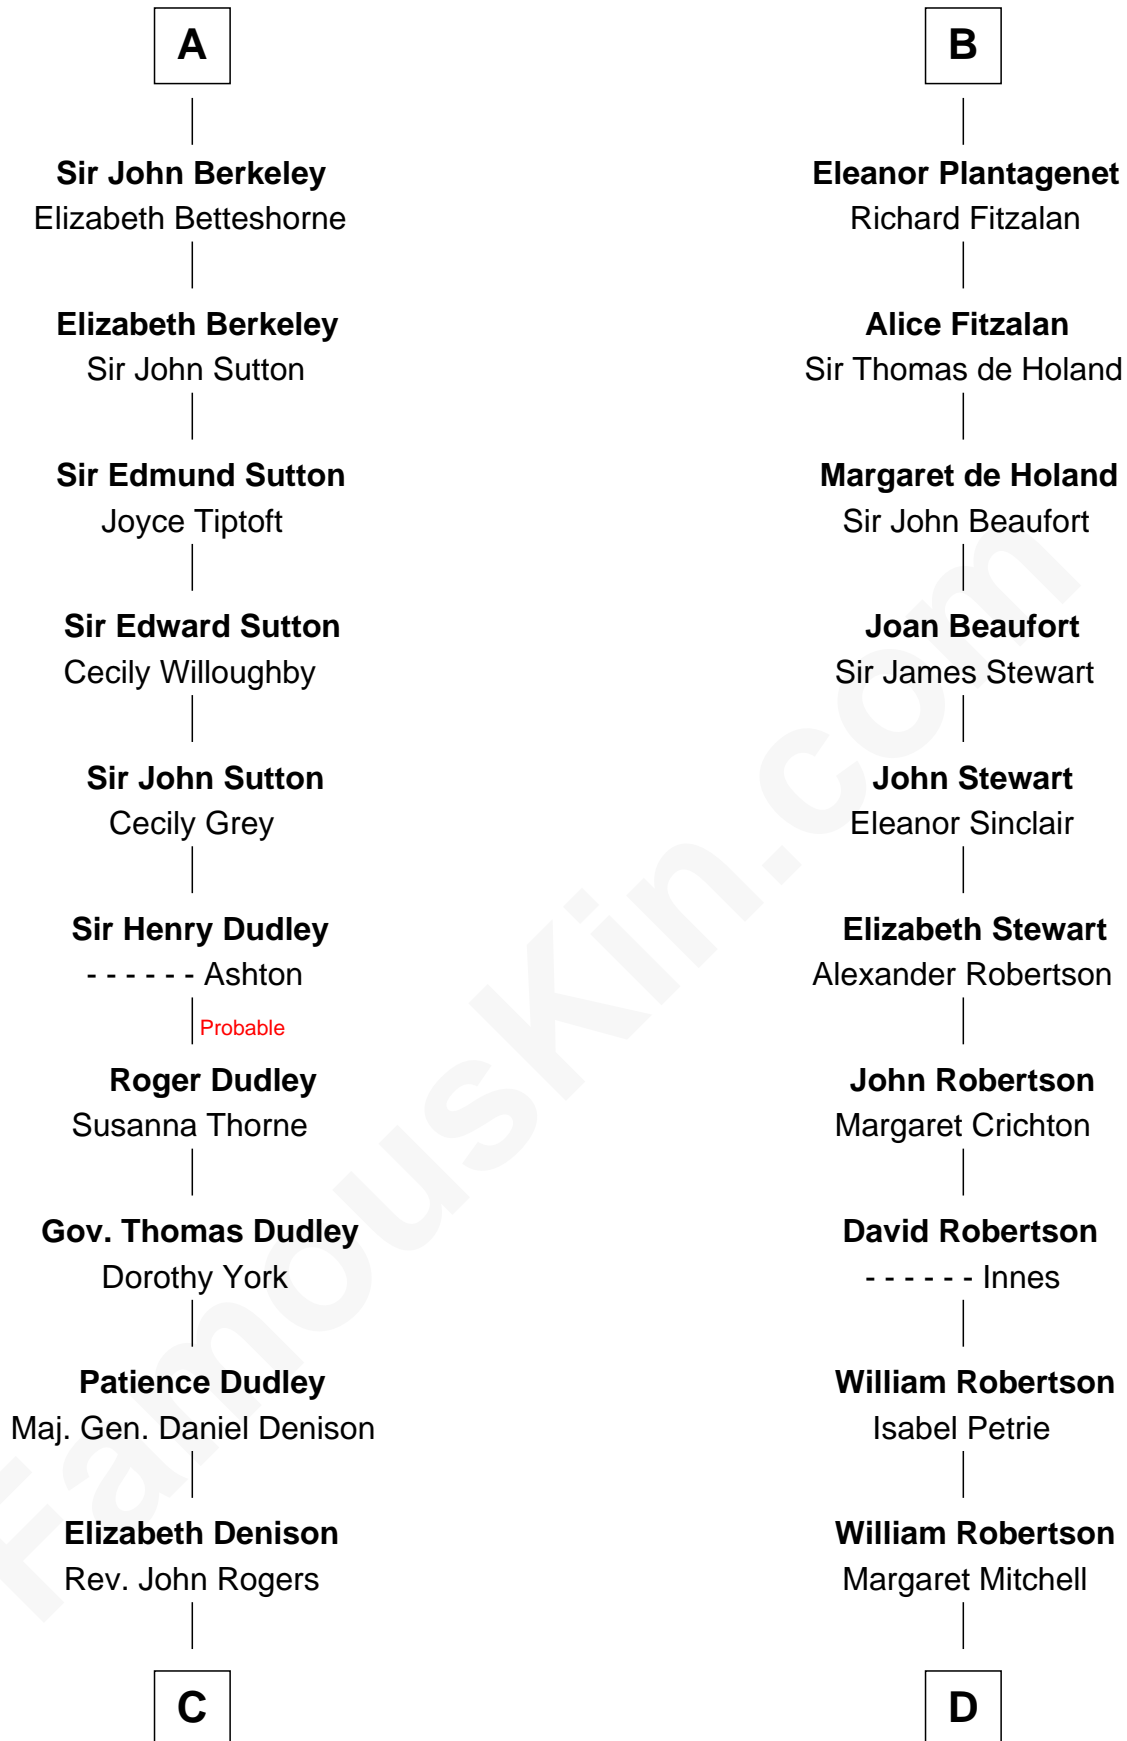 A
Sir John Berkeley
Elizabeth Betteshorne
Elizabeth Berkeley
Sir John Sutton
Sir Edmund Sutton
Joyce Tiptoft
Sir Edward Sutton
Cecily Willoughby
Sir John Sutton
Cecily Grey
Sir Henry Dudley
- - - - - - Ashton
Probable
Roger Dudley
Susanna Thorne
Gov. Thomas Dudley
Dorothy York
Patience Dudley
Maj. Gen. Daniel Denison
Elizabeth Denison
Rev. John Rogers
C
B
Eleanor Plantagenet
Richard Fitzalan
Alice Fitzalan
Sir Thomas de Holand
Margaret de Holand
Sir John Beaufort
Joan Beaufort
Sir James Stewart
John Stewart
Eleanor Sinclair
Elizabeth Stewart
Alexander Robertson
John Robertson
Margaret Crichton
David Robertson
- - - - - - Innes
William Robertson
Isabel Petrie
William Robertson
Margaret Mitchell
D
FamousKin.com